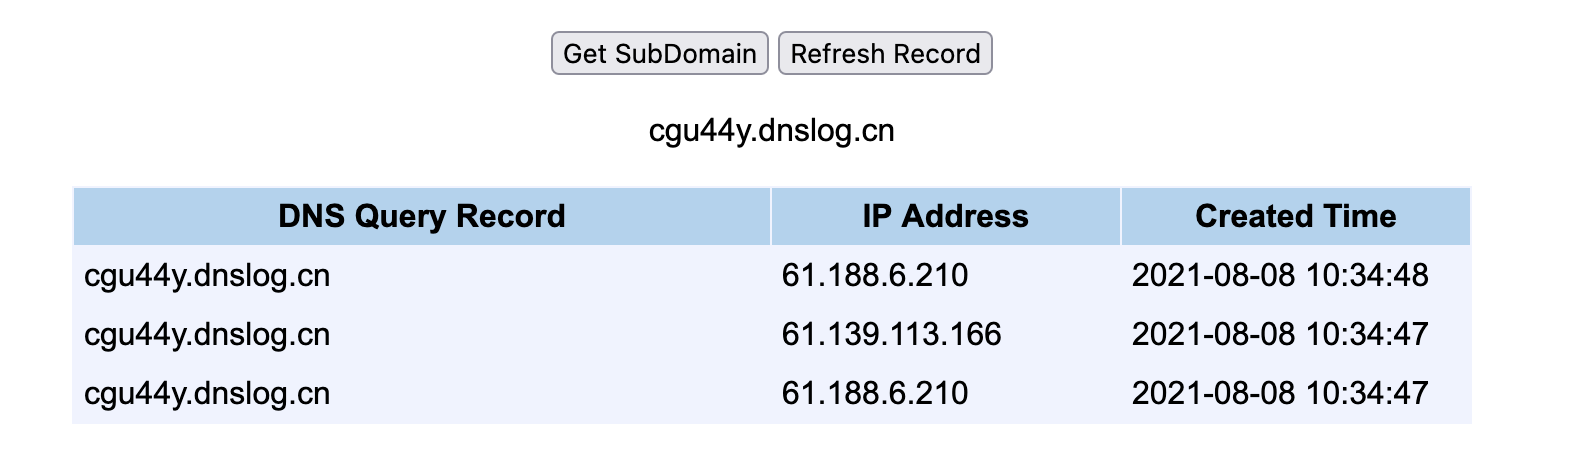 Get SubDomain Refresh Record
cgu44y.dnslog.cn
DNS Query Record IP Address Created Time
cgu44y.dnslog.cn 61.188.6.210 2021-08-08 10:34:48
cgu44y.dnslog.cn 61.139.113.166 2021-08-08 10:34:47
cgu44y.dnslog.cn 61.188.6.210 2021-08-08 10:34:47